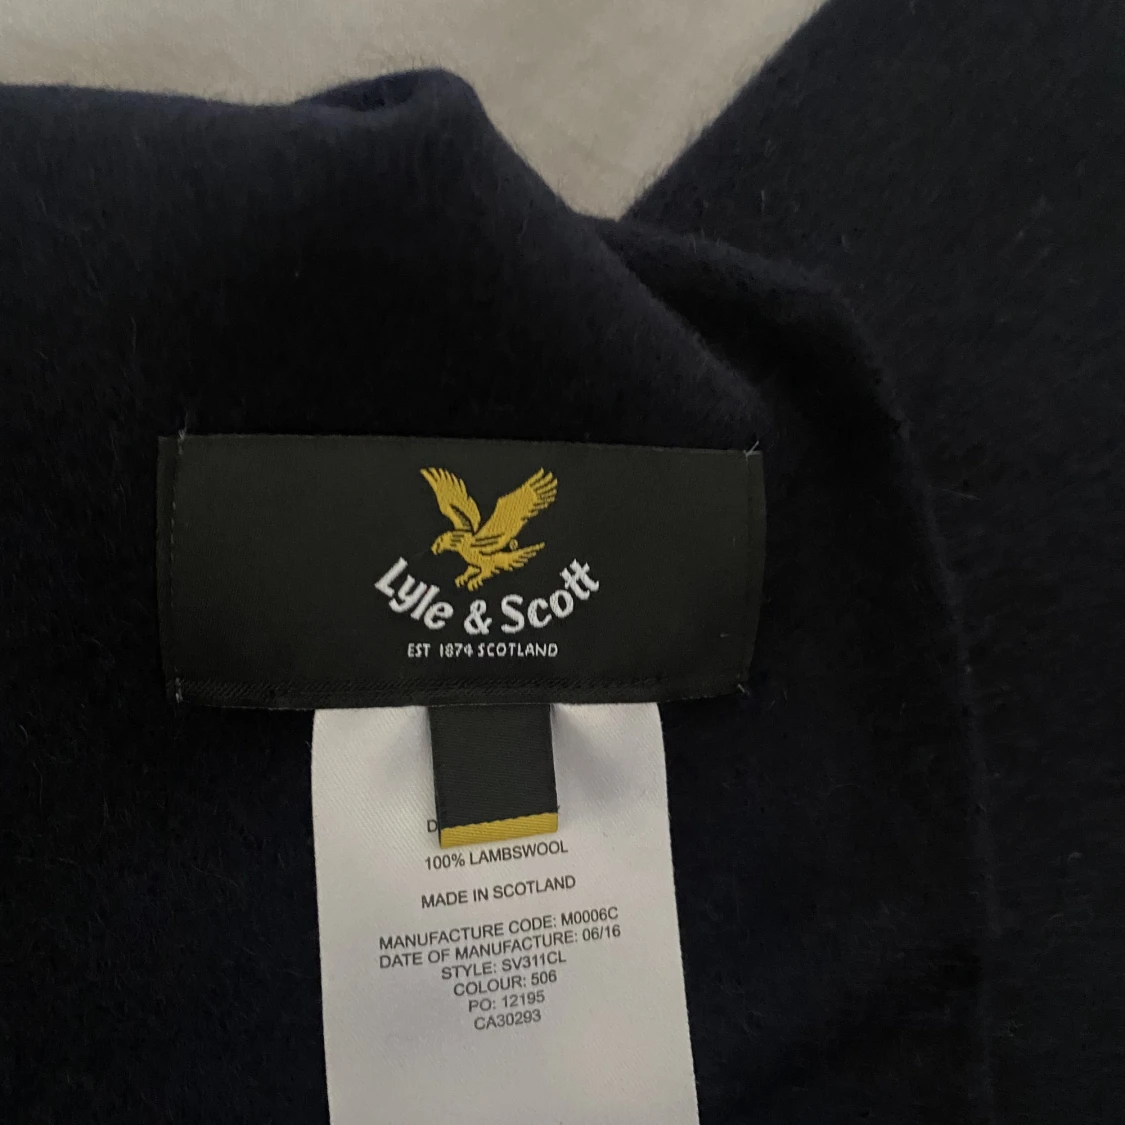 Lyle & Scott
EST 1874 SCOTLAND
100% LAMBSWOOL
MADE IN SCOTLAND
MANUFACTURE CODE: M0006C
DATE OF MANUFACTURE: 06/16
STYLE: SV311CL
COLOUR: 506
PO: 12195
CA30293